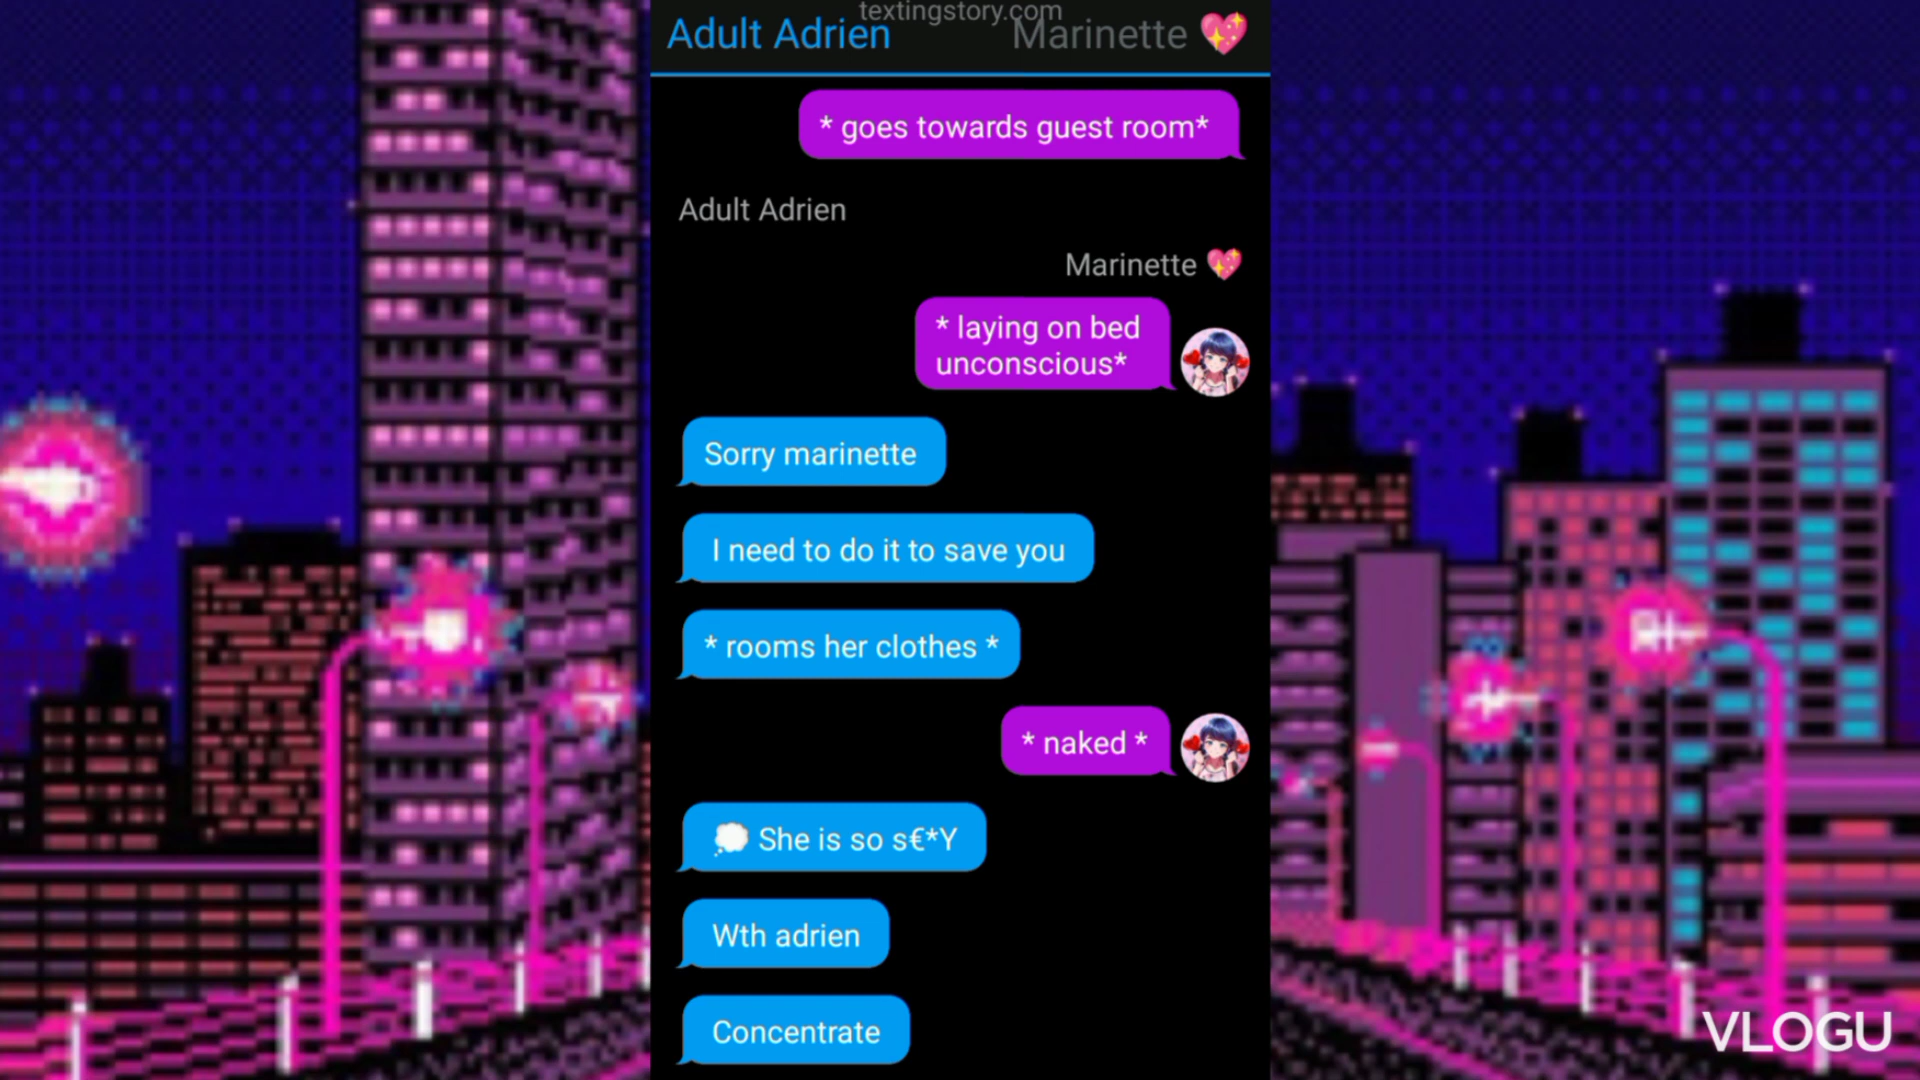 textingstory.com
Adult Adrien
Marinette 💖
* goes towards guest room*
Adult Adrien
Marinette 💖
* laying on bed
unconscious*
Sorry marinette
I need to do it to save you
* rooms her clothes *
* naked *
💭 She is so s€*Y
Wth adrien
Concentrate
VLOGU